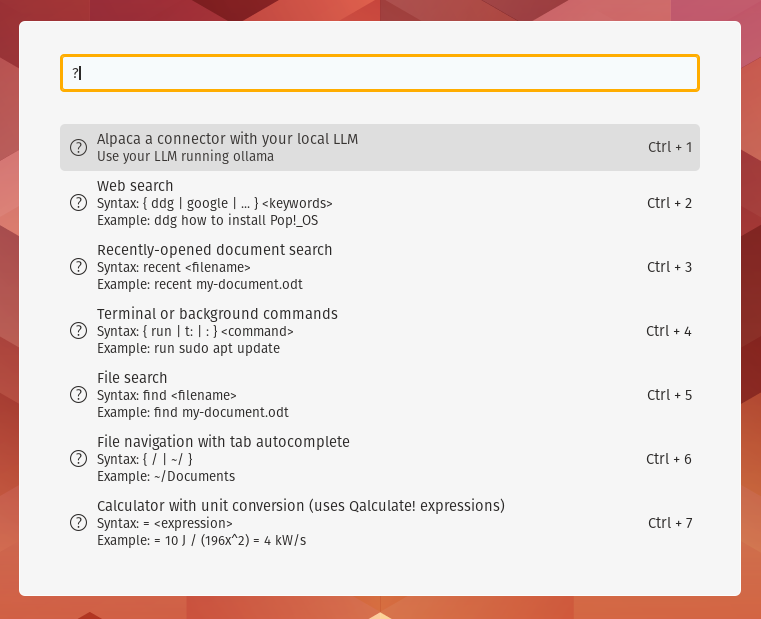 ?
Alpaca a connector with your local LLM
Use your LLM running ollama
Ctrl + 1
Web search
Syntax: { ddg | google | ... } <keywords>
Example: ddg how to install Pop!_OS
Ctrl + 2
Recently-opened document search
Syntax: recent <filename>
Example: recent my-document.odt
Ctrl + 3
Terminal or background commands
Syntax: { run | t: | : } <command>
Example: run sudo apt update
Ctrl + 4
File search
Syntax: find <filename>
Example: find my-document.odt
Ctrl + 5
File navigation with tab autocomplete
Syntax: { / | ~/ }
Example: ~/Documents
Ctrl + 6
Calculator with unit conversion (uses Qalculate! expressions)
Syntax: = <expression>
Example: = 10 J / (196x^2) = 4 kW/s
Ctrl + 7